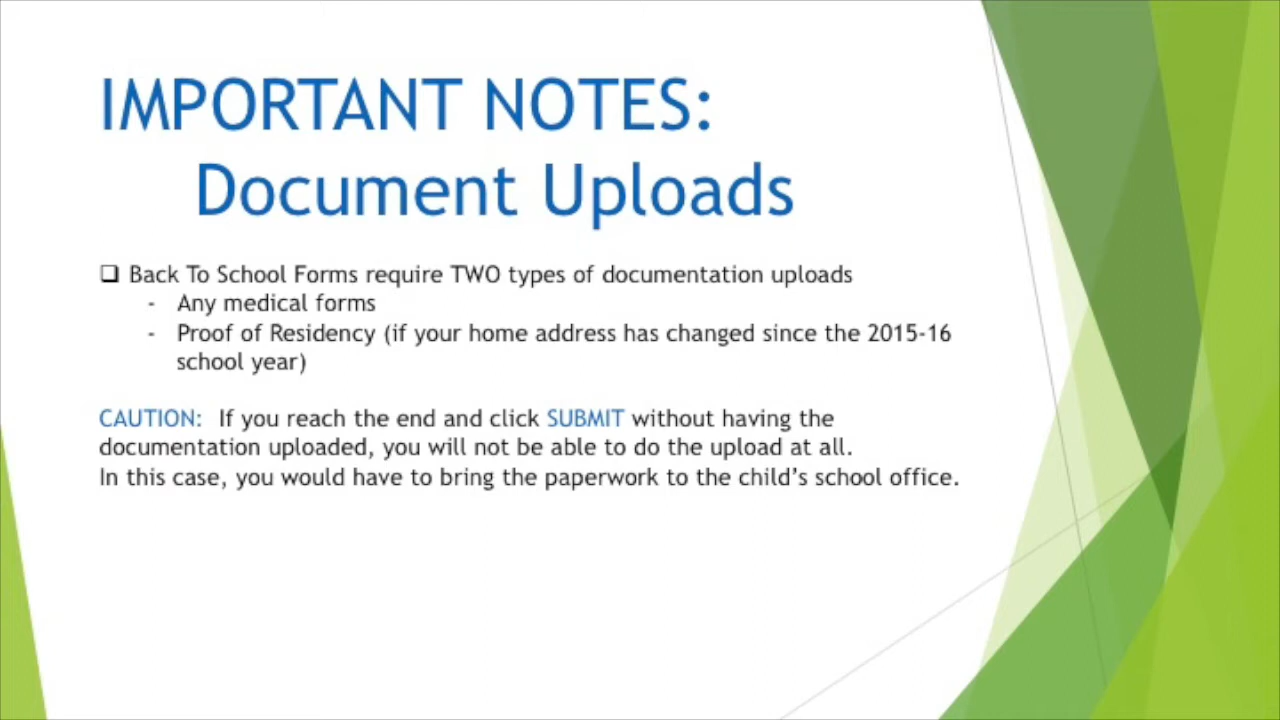 IMPORTANT NOTES:
Document Uploads
❑ Back To School Forms require TWO types of documentation uploads
- Any medical forms
- Proof of Residency (if your home address has changed since the 2015-16
school year)
CAUTION: If you reach the end and click SUBMIT without having the
documentation uploaded, you will not be able to do the upload at all.
In this case, you would have to bring the paperwork to the child’s school office.